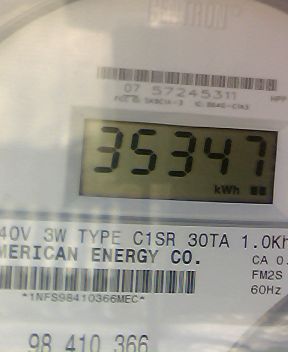 07 57245311
35347
kWh
40V 3W TYPE C1SR 30TA 1.0Kh
MERICAN ENERGY CO.
CA 0.
FM2S
60Hz
*1NFS98410366MEC*
98 410 366